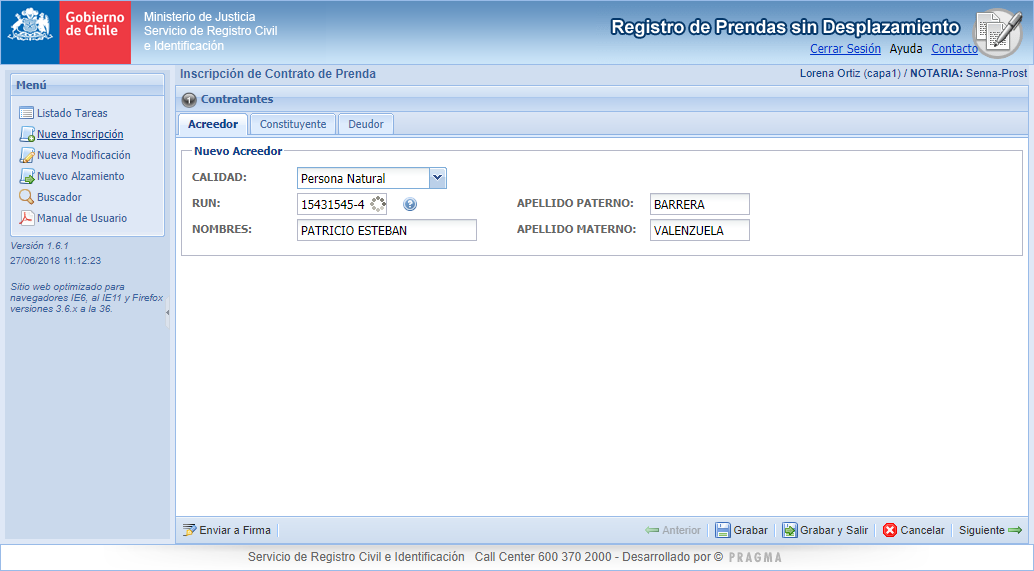 Gobierno
de Chile
Ministerio de Justicia
Servicio de Registro Civil
e Identificación
Registro de Prendas sin Desplazamiento
Cerrar Sesión Ayuda Contacto
Menú
Listado Tareas
Nueva Inscripción
Nueva Modificación
Nuevo Alzamiento
Buscador
Manual de Usuario
Versión 1.6.1
27/06/2018 11:12:23
Sitio web optimizado para
navegadores IE6, al IE11 y Firefox
versiones 3.6.x a la 36.
Inscripción de Contrato de Prenda
Lorena Ortiz (capa1) / NOTARIA: Senna-Prost
1 Contratantes
Acreedor Constituyente Deudor
Nuevo Acreedor
CALIDAD: Persona Natural
RUN: 15431545-4 APELLIDO PATERNO: BARRERA
NOMBRES: PATRICIO ESTEBAN APELLIDO MATERNO: VALENZUELA
Enviar a Firma Anterior Grabar Grabar y Salir Cancelar Siguiente
Servicio de Registro Civil e Identificación Call Center 600 370 2000 - Desarrollado por © PRAGMA